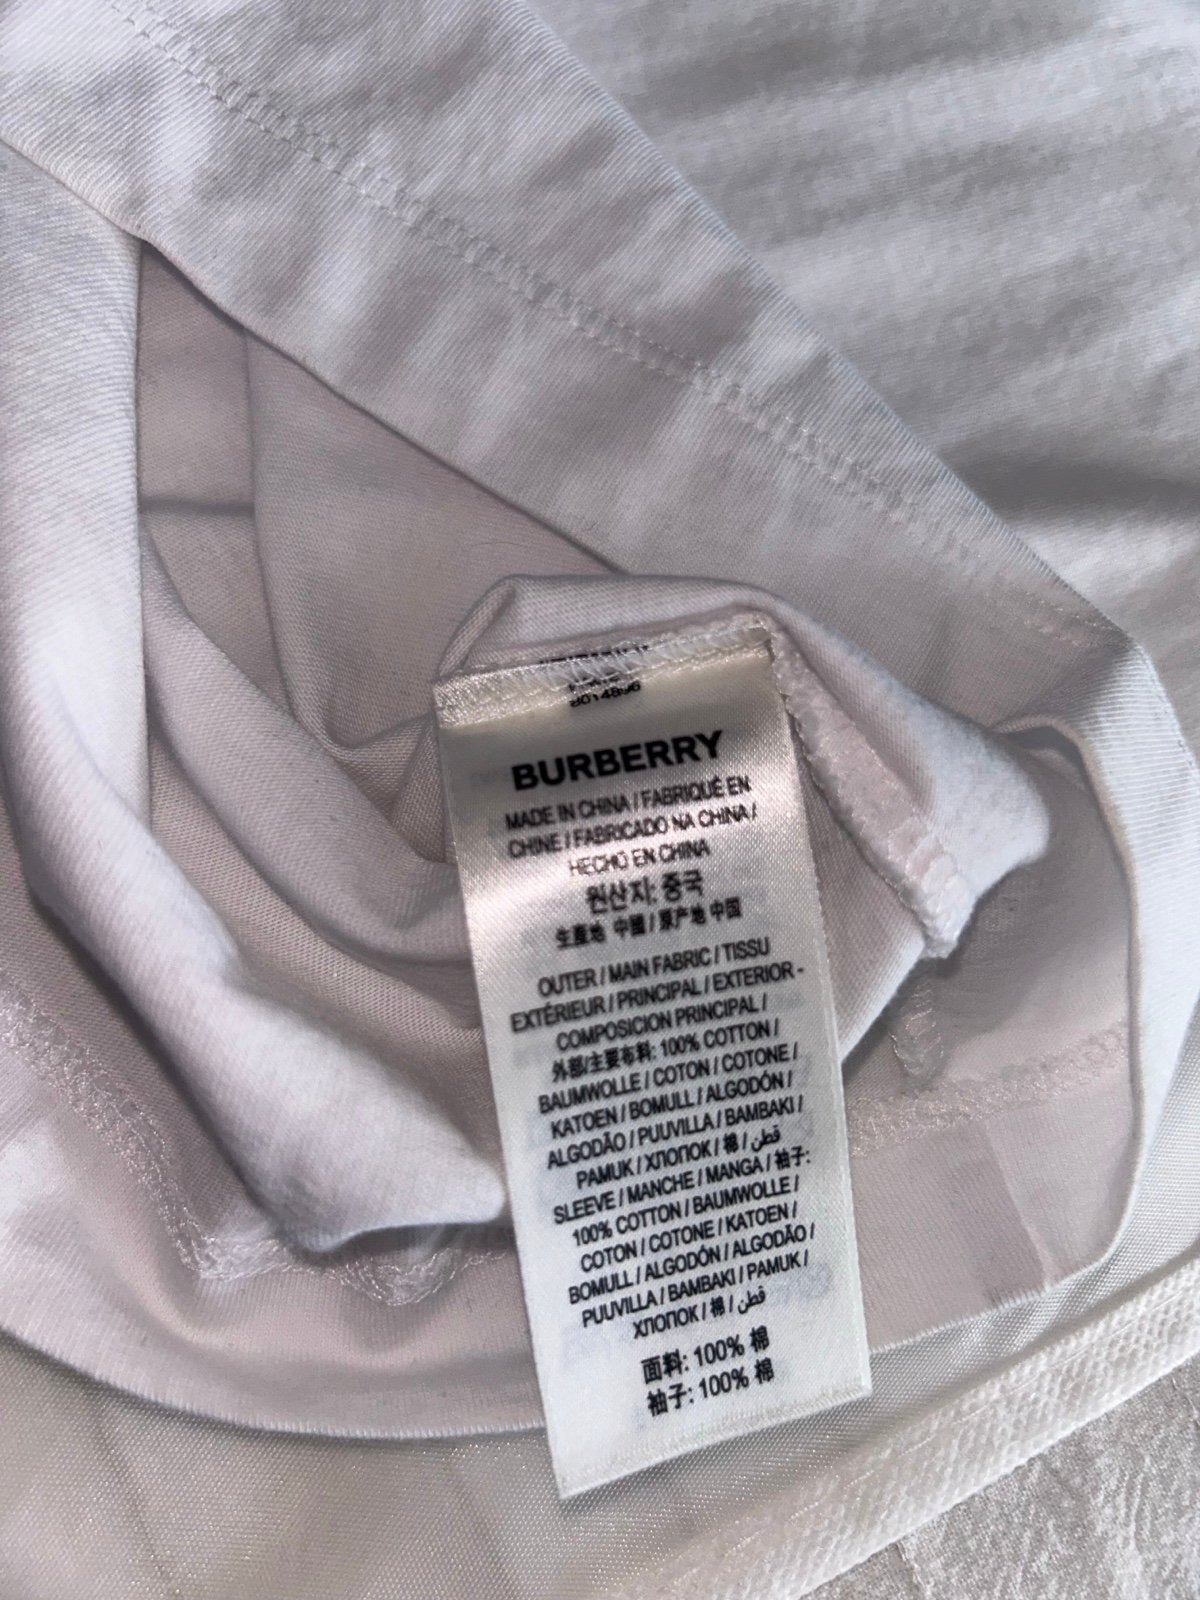 8014896
BURBERRY
MADE IN CHINA / FABRIQUÉ EN
CHINE / FABRICADO NA CHINA /
HECHO EN CHINA
원산지: 중국
生產地 中國 / 原产地 中国
OUTER / MAIN FABRIC / TISSU
EXTÉRIEUR / PRINCIPAL / EXTERIOR -
COMPOSICION PRINCIPAL /
外部/主要布料: 100% COTTON /
BAUMWOLLE / COTON / COTONE /
KATOEN / BOMULL / ALGODÓN /
ALGODÃO / PUUVILLA / BAMBAKI /
PAMUK / ХЛОПОК / 棉 / قطن
SLEEVE / MANCHE / MANGA / 袖子:
100% COTTON / BAUMWOLLE /
COTON / COTONE / KATOEN /
BOMULL / ALGODÓN / ALGODÃO /
PUUVILLA / BAMBAKI / PAMUK /
ХЛОПОК / 棉 / قطن
面料: 100% 棉
袖子: 100% 棉